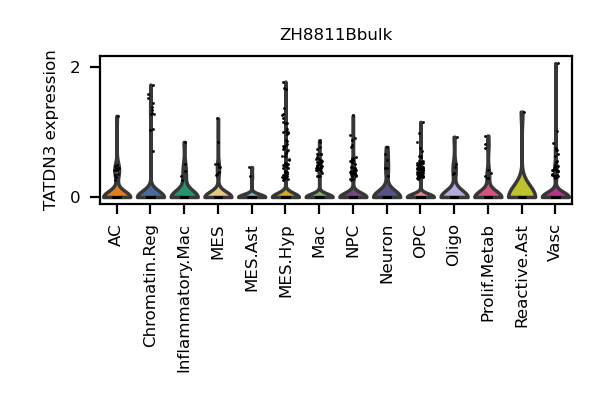 ZH8811Bbulk
TATDN3 expression
2
0
AC
Chromatin.Reg
Inflammatory.Mac
MES
MES.Ast
MES.Hyp
Mac
NPC
Neuron
OPC
Oligo
Prolif.Metab
Reactive.Ast
Vasc